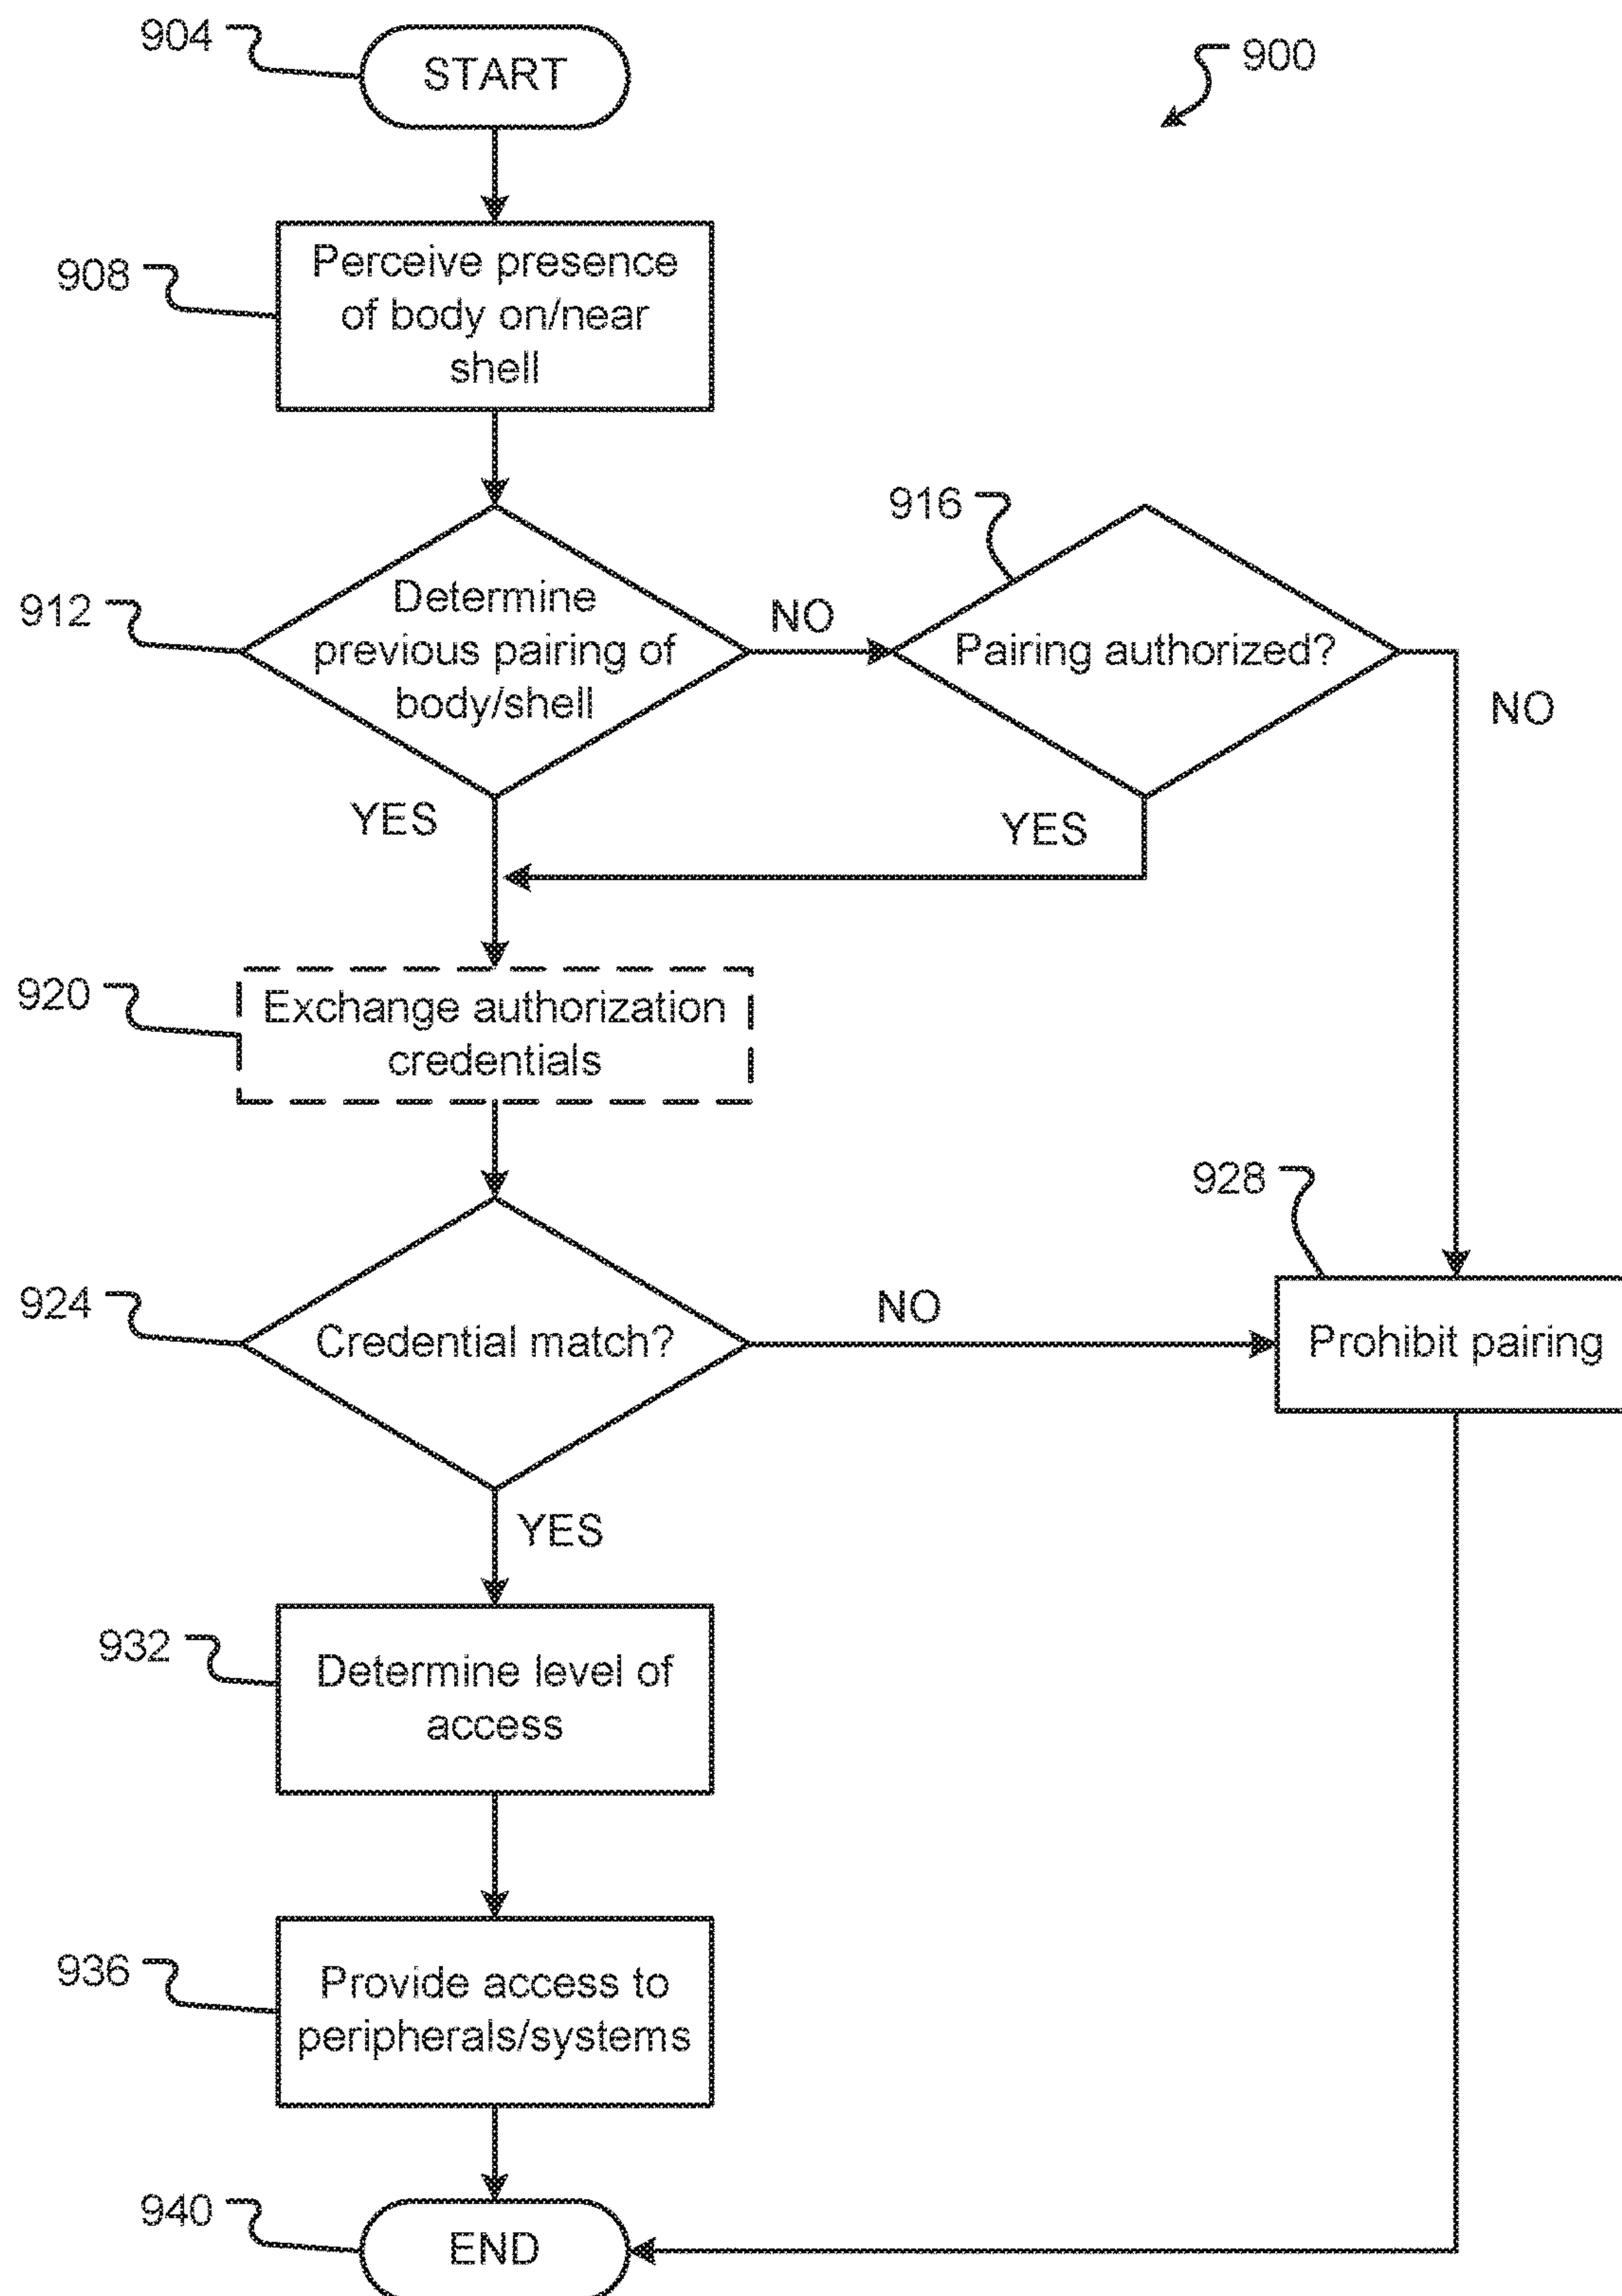 904
START
900
908
Perceive presence
of body on/near
shell
916
912
Determine
previous pairing of
body/shell
NO
Pairing authorized?
NO
YES
YES
920
Exchange authorization
credentials
928
924
Credential match?
NO
Prohibit pairing
YES
932
Determine level of
access
936
Provide access to
peripherals/systems
940
END